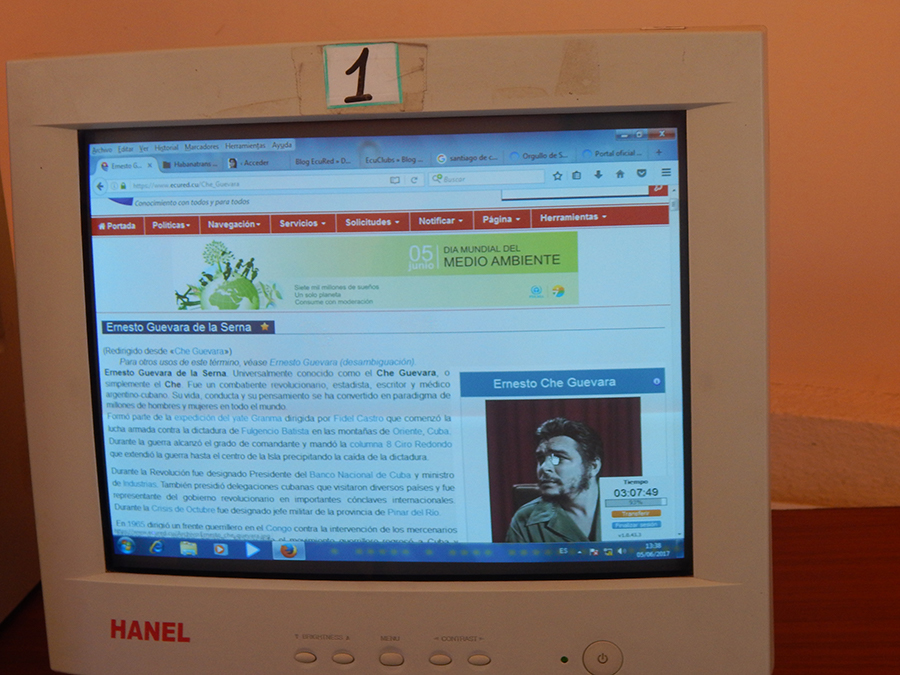 1
Archivo Editar Ver Historial Marcadores Herramientas Ayuda
Ernesto G... Habanatrans ... - Acceder Blog EcuRed » D... EcuClubs » Blog ... santiago de c... Orgullo de S... Portal oficial ...
https://www.ecured.cu/Che_Guevara Buscar
Conocimiento con todos y para todos
Portada Políticas Navegación Servicios Solicitudes Notificar Página Herramientas
05 junio DIA MUNDIAL DEL
MEDIO AMBIENTE
Siete mil millones de sueños
Un solo planeta
Consume con moderación
Ernesto Guevara de la Serna
(Redirigido desde «Che Guevara»)
Para otros usos de este término, véase Ernesto Guevara (desambiguación).
Ernesto Guevara de la Serna. Universalmente conocido como el Che Guevara, o
simplemente el Che. Fue un combatiente revolucionario, estadista, escritor y médico
argentino-cubano. Su vida, conducta y su pensamiento se ha convertido en paradigma de
millones de hombres y mujeres en todo el mundo.
Formó parte de la expedición del yate Granma dirigida por Fidel Castro que comenzó la
lucha armada contra la dictadura de Fulgencio Batista en las montañas de Oriente, Cuba.
Durante la guerra alcanzó el grado de comandante y mandó la columna 8 Ciro Redondo
que extendió la guerra hasta el centro de la Isla precipitando la caída de la dictadura.
Durante la Revolución fue designado Presidente del Banco Nacional de Cuba y ministro
de Industrias. También presidió delegaciones cubanas que visitaron diversos países y fue
representante del gobierno revolucionario en importantes cónclaves internacionales.
Durante la Crisis de Octubre fue designado jefe militar de la provincia de Pinar del Río.
En 1965 dirigió un frente guerrillero en el Congo contra la intervención de los mercenarios
Ernesto Che Guevara
Tiempo
03:07:49
Transferir
Finalizar sesión
ES
13:38
05/06/2017
HANEL
MENU